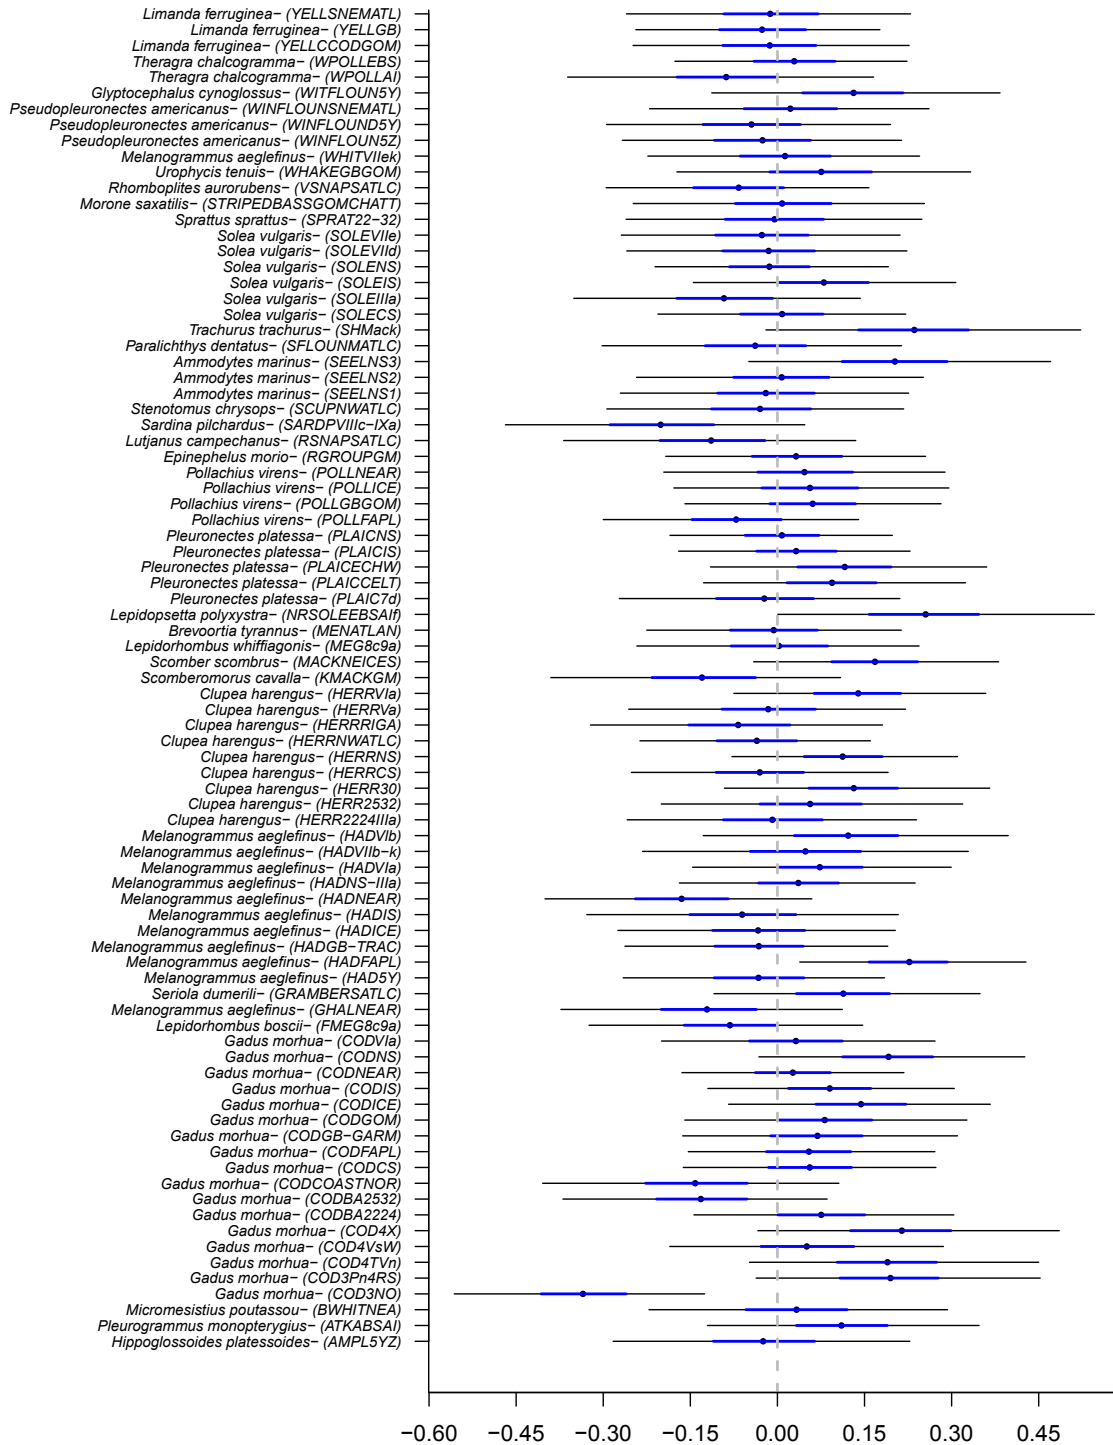 Limanda ferruginea− (YELLSNEMATL)
Limanda ferruginea− (YELLGB)
Limanda ferruginea− (YELLCCODGOM)
Theragra chalcogramma− (WPOLLEBS)
Theragra chalcogramma− (WPOLLAI)
Glyptocephalus cynoglossus− (WITFLOUN5Y)
Pseudopleuronectes americanus− (WINFLOUNSNEMATL)
Pseudopleuronectes americanus− (WINFLOUND5Y)
Pseudopleuronectes americanus− (WINFLOUN5Z)
Melanogrammus aeglefinus− (WHITVIIek)
Urophycis tenuis− (WHAKEGBGOM)
Rhomboplites aurorubens− (VSNAPSATLC)
Morone saxatilis− (STRIPEDBASSGOMCHATT)
Sprattus sprattus− (SPRAT22−32)
Solea vulgaris− (SOLEVIIe)
Solea vulgaris− (SOLEVIId)
Solea vulgaris− (SOLENS)
Solea vulgaris− (SOLEIS)
Solea vulgaris− (SOLEIIIa)
Solea vulgaris− (SOLECS)
Trachurus trachurus− (SHMack)
Paralichthys dentatus− (SFLOUNMATLC)
Ammodytes marinus− (SEELNS3)
Ammodytes marinus− (SEELNS2)
Ammodytes marinus− (SEELNS1)
Stenotomus chrysops− (SCUPNWATLC)
Sardina pilchardus− (SARDPVIIIc−IXa)
Lutjanus campechanus− (RSNAPSATLC)
Epinephelus morio− (RGROUPGM)
Pollachius virens− (POLLNEAR)
Pollachius virens− (POLLICE)
Pollachius virens− (POLLGBGOM)
Pollachius virens− (POLLFAPL)
Pleuronectes platessa− (PLAICNS)
Pleuronectes platessa− (PLAICIS)
Pleuronectes platessa− (PLAICECHW)
Pleuronectes platessa− (PLAICCELT)
Pleuronectes platessa− (PLAIC7d)
Lepidopsetta polyxystra− (NRSOLEEBSAIf)
Brevoortia tyrannus− (MENATLAN)
Lepidorhombus whiffiagonis− (MEG8c9a)
Scomber scombrus− (MACKNEICES)
Scomberomorus cavalla− (KMACKGM)
Clupea harengus− (HERRVIa)
Clupea harengus− (HERRVa)
Clupea harengus− (HERRRIGA)
Clupea harengus− (HERRNWATLC)
Clupea harengus− (HERRNS)
Clupea harengus− (HERRCS)
Clupea harengus− (HERR30)
Clupea harengus− (HERR2532)
Clupea harengus− (HERR2224IIIa)
Melanogrammus aeglefinus− (HADVIb)
Melanogrammus aeglefinus− (HADVIIb−k)
Melanogrammus aeglefinus− (HADVIa)
Melanogrammus aeglefinus− (HADNS−IIIa)
Melanogrammus aeglefinus− (HADNEAR)
Melanogrammus aeglefinus− (HADIS)
Melanogrammus aeglefinus− (HADICE)
Melanogrammus aeglefinus− (HADGB−TRAC)
Melanogrammus aeglefinus− (HADFAPL)
Melanogrammus aeglefinus− (HAD5Y)
Seriola dumerili− (GRAMBERSATLC)
Melanogrammus aeglefinus− (GHALNEAR)
Lepidorhombus boscii− (FMEG8c9a)
Gadus morhua− (CODVIa)
Gadus morhua− (CODNS)
Gadus morhua− (CODNEAR)
Gadus morhua− (CODIS)
Gadus morhua− (CODICE)
Gadus morhua− (CODGOM)
Gadus morhua− (CODGB−GARM)
Gadus morhua− (CODFAPL)
Gadus morhua− (CODCS)
Gadus morhua− (CODCOASTNOR)
Gadus morhua− (CODBA2532)
Gadus morhua− (CODBA2224)
Gadus morhua− (COD4X)
Gadus morhua− (COD4VsW)
Gadus morhua− (COD4TVn)
Gadus morhua− (COD3Pn4RS)
Gadus morhua− (COD3NO)
Micromesistius poutassou− (BWHITNEA)
Pleurogrammus monopterygius− (ATKABSAI)
Hippoglossoides platessoides− (AMPL5YZ)
−0.60 −0.45 −0.30 −0.15 0.00 0.15 0.30 0.45